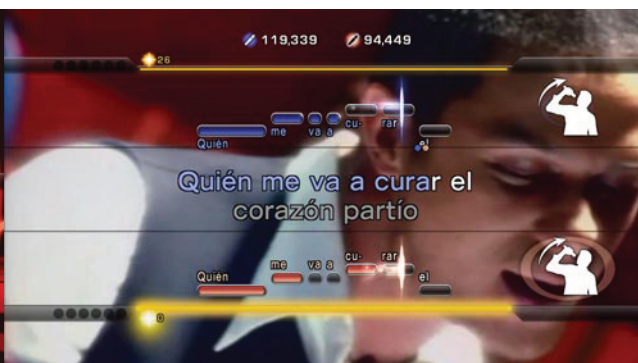 119,339 94,449
26
Quién me va a cu- rar el
Quién me va a curar el
corazón partío
Quién me va a cu- rar el
0